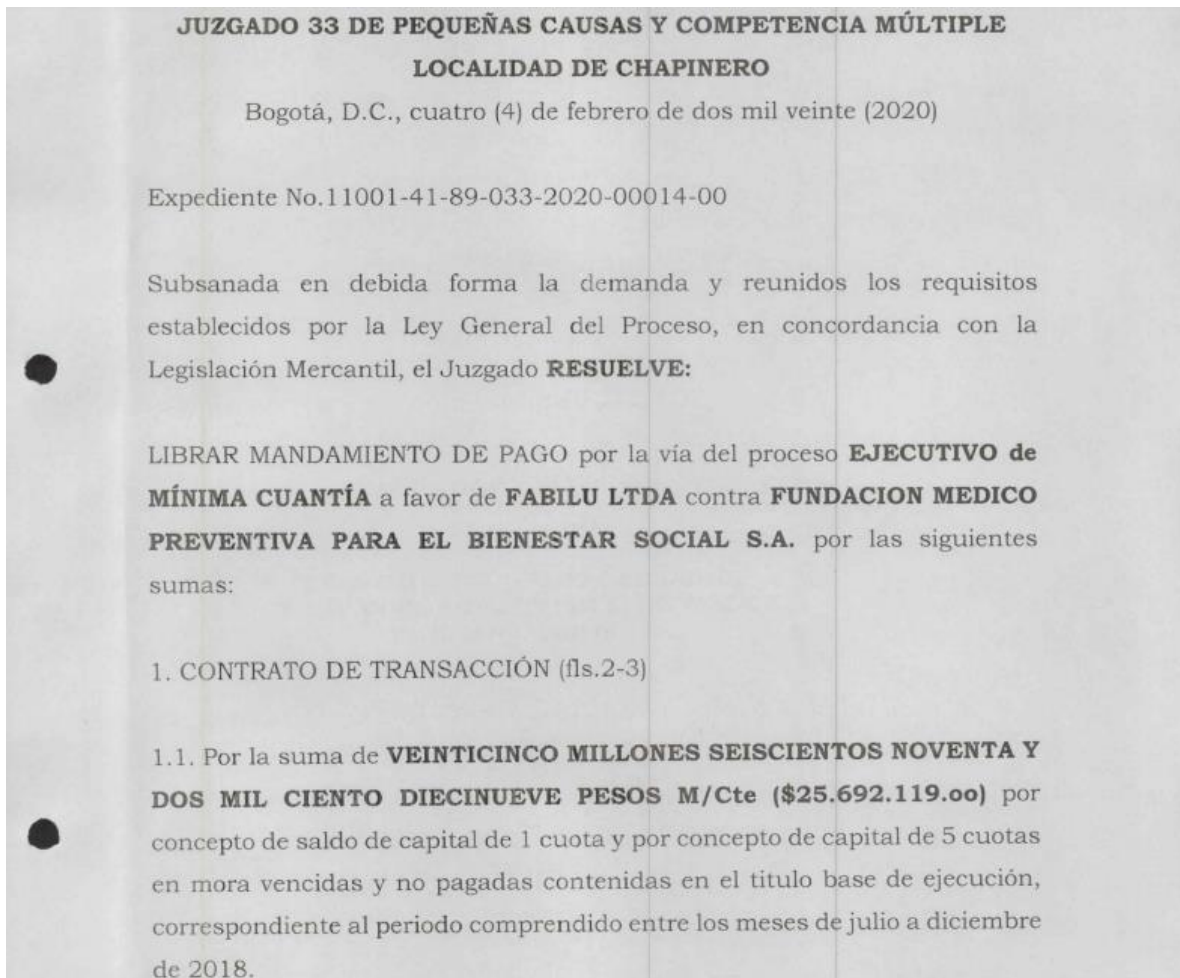 JUZGADO 33 DE PEQUEÑAS CAUSAS Y COMPETENCIA MÚLTIPLE
LOCALIDAD DE CHAPINERO
Bogotá, D.C., cuatro (4) de febrero de dos mil veinte (2020)
Expediente No.11001-41-89-033-2020-00014-00
Subsanada en debida forma la demanda y reunidos los requisitos
establecidos por la Ley General del Proceso, en concordancia con la
Legislación Mercantil, el Juzgado RESUELVE:
LIBRAR MANDAMIENTO DE PAGO por la vía del proceso EJECUTIVO de
MÍNIMA CUANTÍA a favor de FABILU LTDA contra FUNDACION MEDICO
PREVENTIVA PARA EL BIENESTAR SOCIAL S.A. por las siguientes
sumas:
1. CONTRATO DE TRANSACCIÓN (fls.2-3)
1.1. Por la suma de VEINTICINCO MILLONES SEISCIENTOS NOVENTA Y
DOS MIL CIENTO DIECINUEVE PESOS M/Cte ($25.692.119.oo) por
concepto de saldo de capital de 1 cuota y por concepto de capital de 5 cuotas
en mora vencidas y no pagadas contenidas en el titulo base de ejecución,
correspondiente al periodo comprendido entre los meses de julio a diciembre
de 2018.